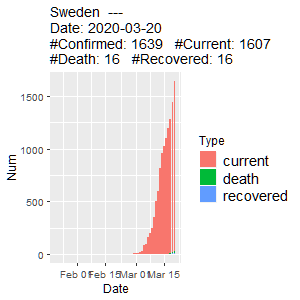 Sweden  ---
Date: 2020-03-20
#Confirmed: 1639   #Current: 1607
#Death: 16   #Recovered: 16
Num
1500
1000
500
0
Feb 01 Feb 15 Mar 01 Mar 15
Date
Type
current
death
recovered